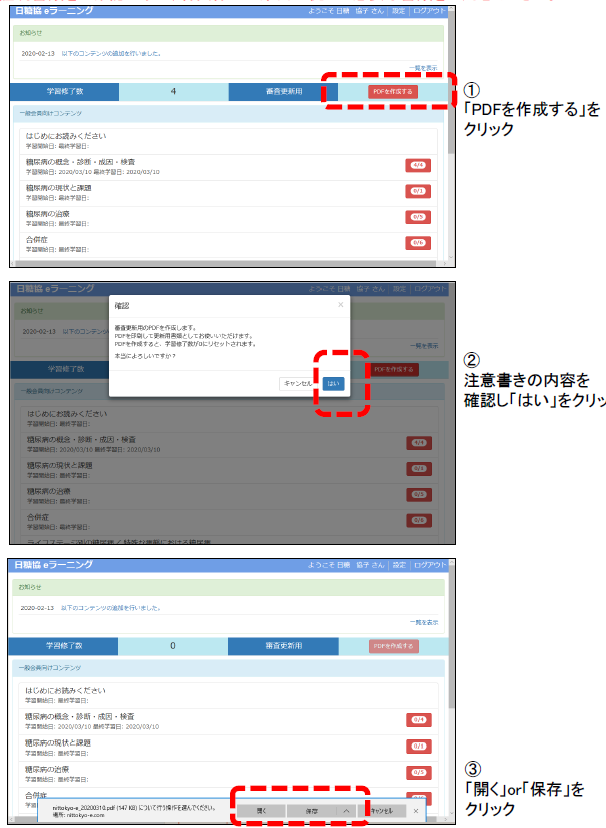 日糖協 eラーニング
ようこそ 日糖 協子 さん | 設定 | ログアウト
お知らせ
2020-02-13 以下のコンテンツの追加を行いました。
一覧を表示
学習修了数 4 審査更新用 PDFを作成する
一般会員向けコンテンツ
はじめにお読みください
学習開始日: 最終学習日:
糖尿病の概念・診断・成因・検査
学習開始日: 2020/03/10 最終学習日: 2020/03/10
4/4
糖尿病の現状と課題
学習開始日: 最終学習日:
0/1
糖尿病の治療
学習開始日: 最終学習日:
0/5
合併症
学習開始日: 最終学習日:
0/6
①
「PDFを作成する」を
クリック
日糖協 eラーニング
ようこそ 日糖 協子 さん | 設定 | ログアウト
お知らせ
2020-02-13 以下のコンテンツ
一覧を表示
確認 ×
審査更新用のPDFを作成します。
PDFを印刷して更新用書類としてお使いいただけます。
PDFを作成すると、学習修了数が0にリセットされます。
本当によろしいですか?
キャンセル はい
学習修了数 PDFを作成する
一般会員向けコンテンツ
はじめにお読みください
学習開始日: 最終学習日:
糖尿病の概念・診断・成因・検査
学習開始日: 2020/03/10 最終学習日: 2020/03/10
4/4
糖尿病の現状と課題
学習開始日: 最終学習日:
0/1
糖尿病の治療
学習開始日: 最終学習日:
0/5
合併症
学習開始日: 最終学習日:
0/6
②
注意書きの内容を
確認し「はい」をクリッ
日糖協 eラーニング
ようこそ 日糖 協子 さん | 設定 | ログアウト
お知らせ
2020-02-13 以下のコンテンツの追加を行いました。
一覧を表示
学習修了数 0 審査更新用 PDFを作成する
一般会員向けコンテンツ
はじめにお読みください
学習開始日: 最終学習日:
糖尿病の概念・診断・成因・検査
学習開始日: 2020/03/10 最終学習日: 2020/03/10
0/4
糖尿病の現状と課題
学習開始日: 最終学習日:
0/1
糖尿病の治療
学習開始日: 最終学習日:
0/5
合併症
nittokyo-e_20200310.pdf (147 KB) について行う操作を選んでください。
場所: nittokyo-e.com
開く 保存 キャンセル ×
③
「開く」or「保存」を
クリック